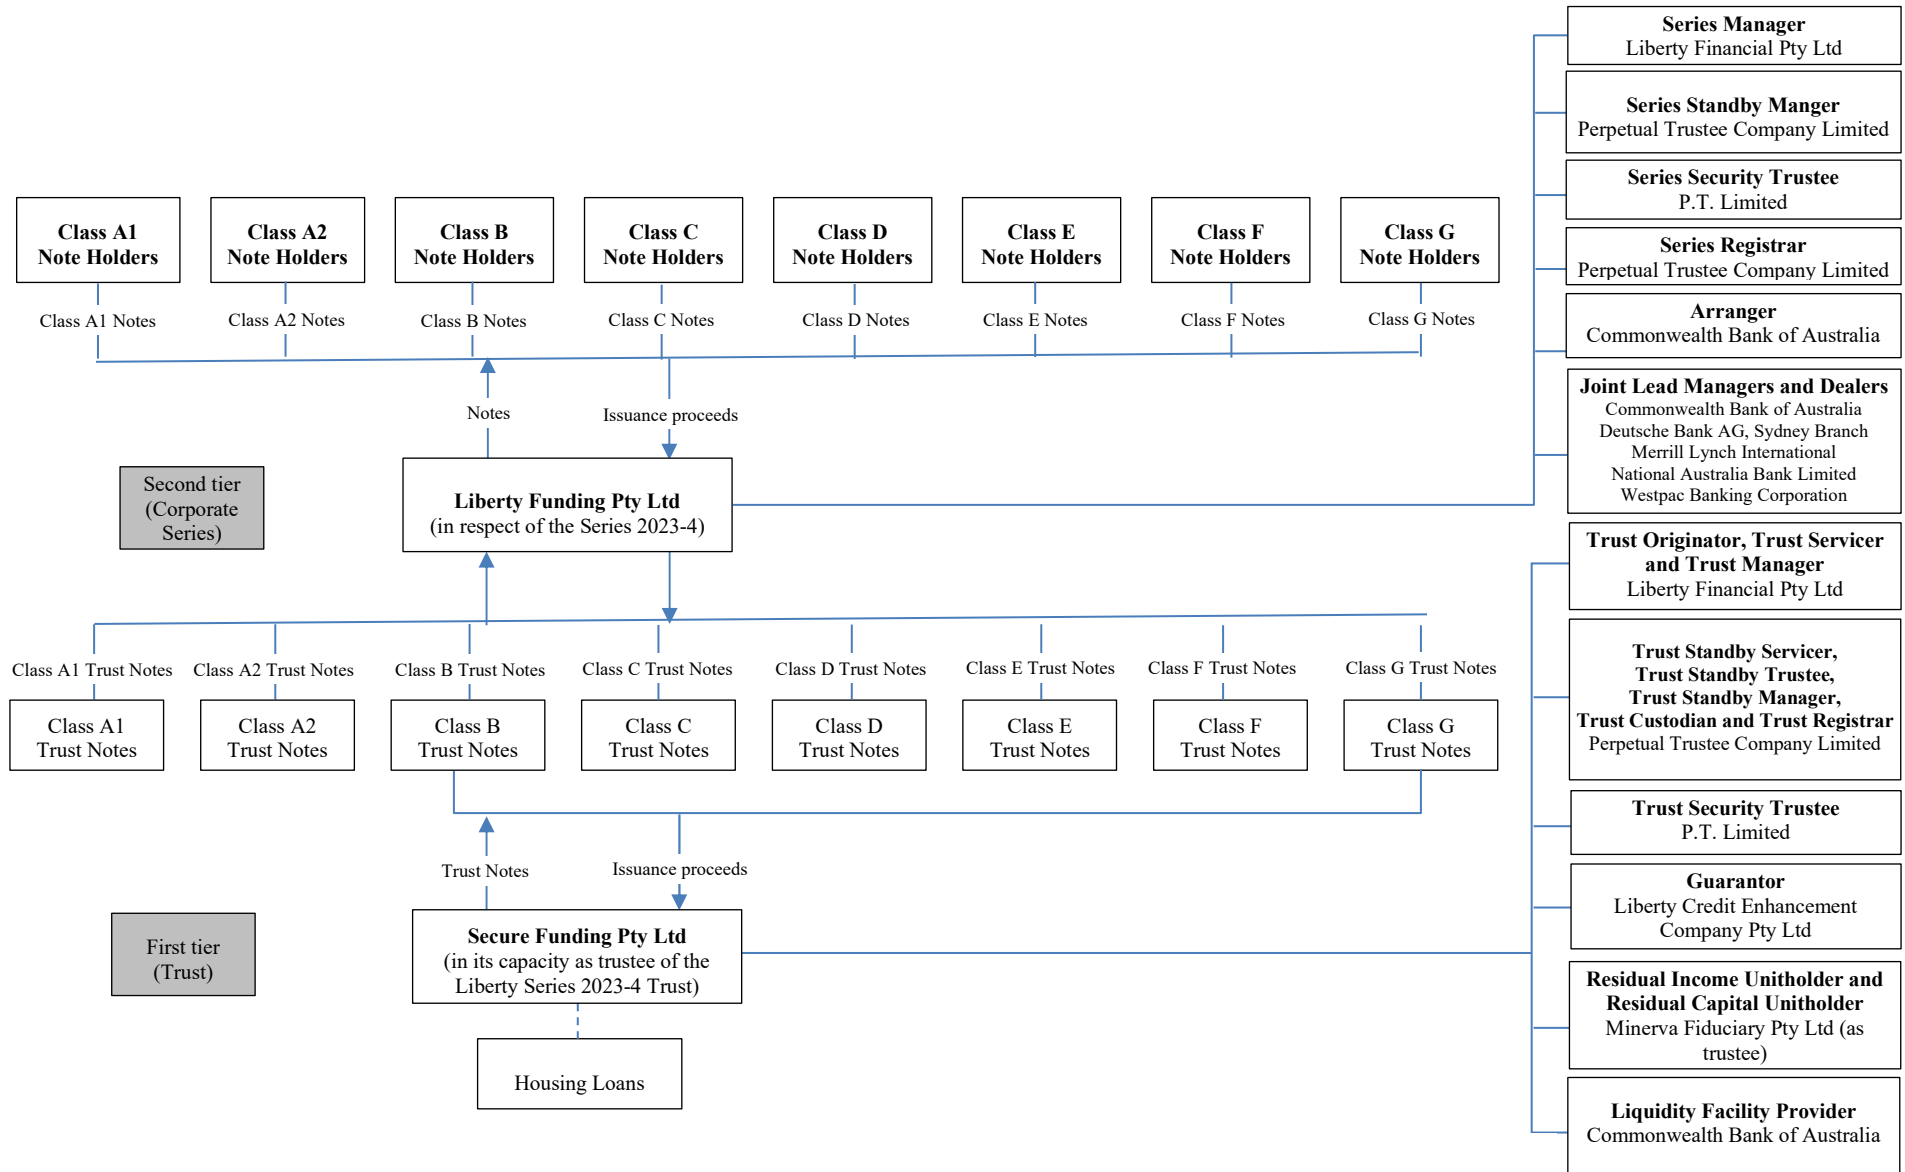 Series Manager
Liberty Financial Pty Ltd
Series Standby Manger
Perpetual Trustee Company Limited
Series Security Trustee
P.T. Limited
Series Registrar
Perpetual Trustee Company Limited
Arranger
Commonwealth Bank of Australia
Joint Lead Managers and Dealers
Commonwealth Bank of Australia
Deutsche Bank AG, Sydney Branch
Merrill Lynch International
National Australia Bank Limited
Westpac Banking Corporation
Class A1
Note Holders
Class A2
Note Holders
Class B
Note Holders
Class C
Note Holders
Class D
Note Holders
Class E
Note Holders
Class F
Note Holders
Class G
Note Holders
Class A1 Notes
Class A2 Notes
Class B Notes
Class C Notes
Class D Notes
Class E Notes
Class F Notes
Class G Notes
Notes
Issuance proceeds
Second tier
(Corporate
Series)
Liberty Funding Pty Ltd
(in respect of the Series 2023-4)
Trust Originator, Trust Servicer
and Trust Manager
Liberty Financial Pty Ltd
Trust Standby Servicer,
Trust Standby Trustee,
Trust Standby Manager,
Trust Custodian and Trust Registrar
Perpetual Trustee Company Limited
Trust Security Trustee
P.T. Limited
Guarantor
Liberty Credit Enhancement
Company Pty Ltd
Residual Income Unitholder and
Residual Capital Unitholder
Minerva Fiduciary Pty Ltd (as
trustee)
Liquidity Facility Provider
Commonwealth Bank of Australia
Class A1 Trust Notes
Class A2 Trust Notes
Class B Trust Notes
Class C Trust Notes
Class D Trust Notes
Class E Trust Notes
Class F Trust Notes
Class G Trust Notes
Class A1
Trust Notes
Class A2
Trust Notes
Class B
Trust Notes
Class C
Trust Notes
Class D
Trust Notes
Class E
Trust Notes
Class F
Trust Notes
Class G
Trust Notes
Trust Notes
Issuance proceeds
First tier
(Trust)
Secure Funding Pty Ltd
(in its capacity as trustee of the
Liberty Series 2023-4 Trust)
Housing Loans